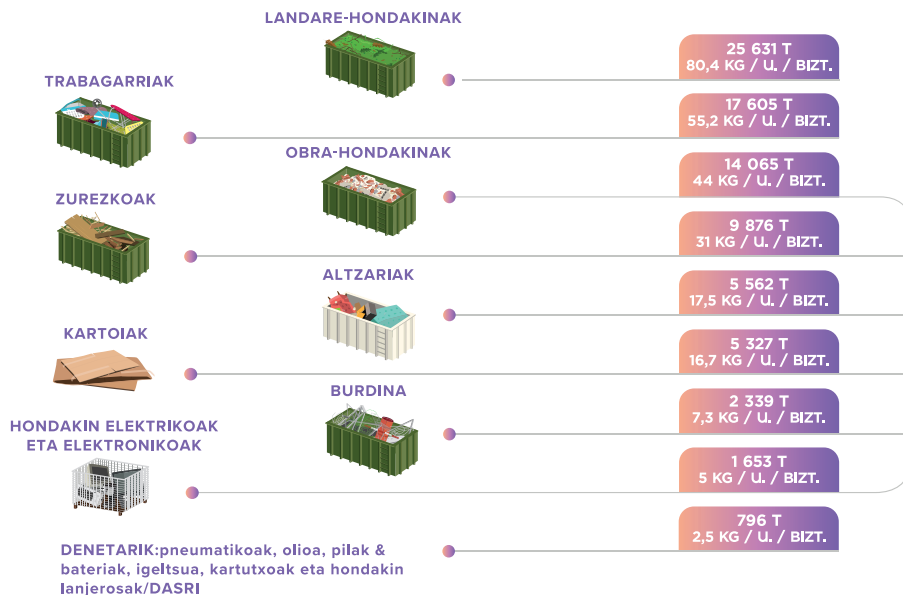 LANDARE-HONDAKINAK
25 631 T
80,4 KG / U. / BIZT.
TRABAGARRIAK
17 605 T
55,2 KG / U. / BIZT.
OBRA-HONDAKINAK
14 065 T
44 KG / U. / BIZT.
ZUREZKOAK
9 876 T
31 KG / U. / BIZT.
ALTZARIAK
5 562 T
17,5 KG / U. / BIZT.
KARTOIAK
5 327 T
16,7 KG / U. / BIZT.
BURDINA
2 339 T
7,3 KG / U. / BIZT.
HONDAKIN ELEKTRIKOAK
ETA ELEKTRONIKOAK
1 653 T
5 KG / U. / BIZT.
DENETARIK:pneumatikoak, olioa, pilak &
bateriak, igeltsua, kartutxoak eta hondakin
lanjerosak/DASRI
796 T
2,5 KG / U. / BIZT.